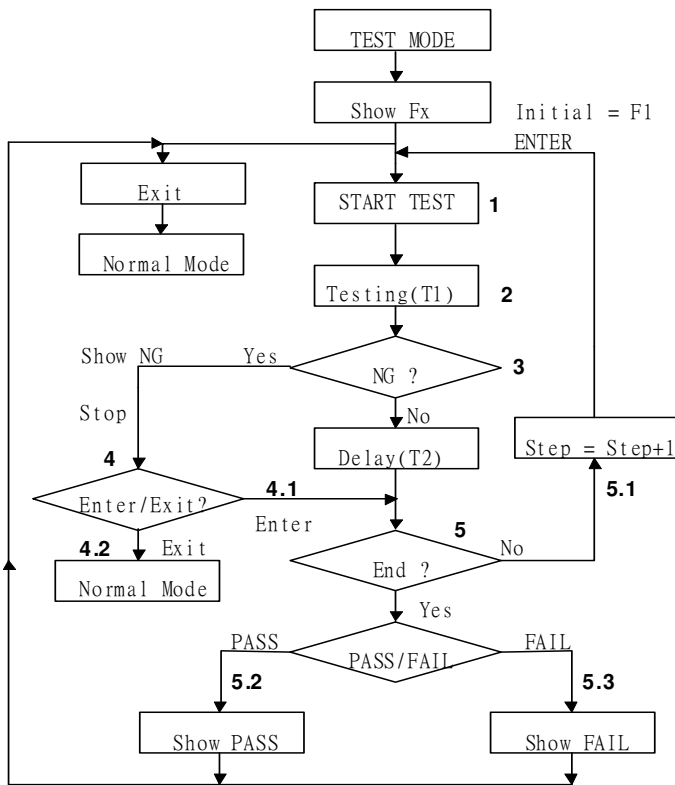 TEST MODE
Show Fx
Initial = F1
ENTER
Exit
START TEST
1
Normal Mode
Testing(T1)
2
Show NG
Yes
NG ?
3
Stop
No
Delay(T2)
Step = Step+1
4
Enter/Exit?
4.1
Enter
5.1
5
4.2
Exit
Normal Mode
End ?
No
Yes
PASS
PASS/FAIL
FAIL
5.2
5.3
Show PASS
Show FAIL